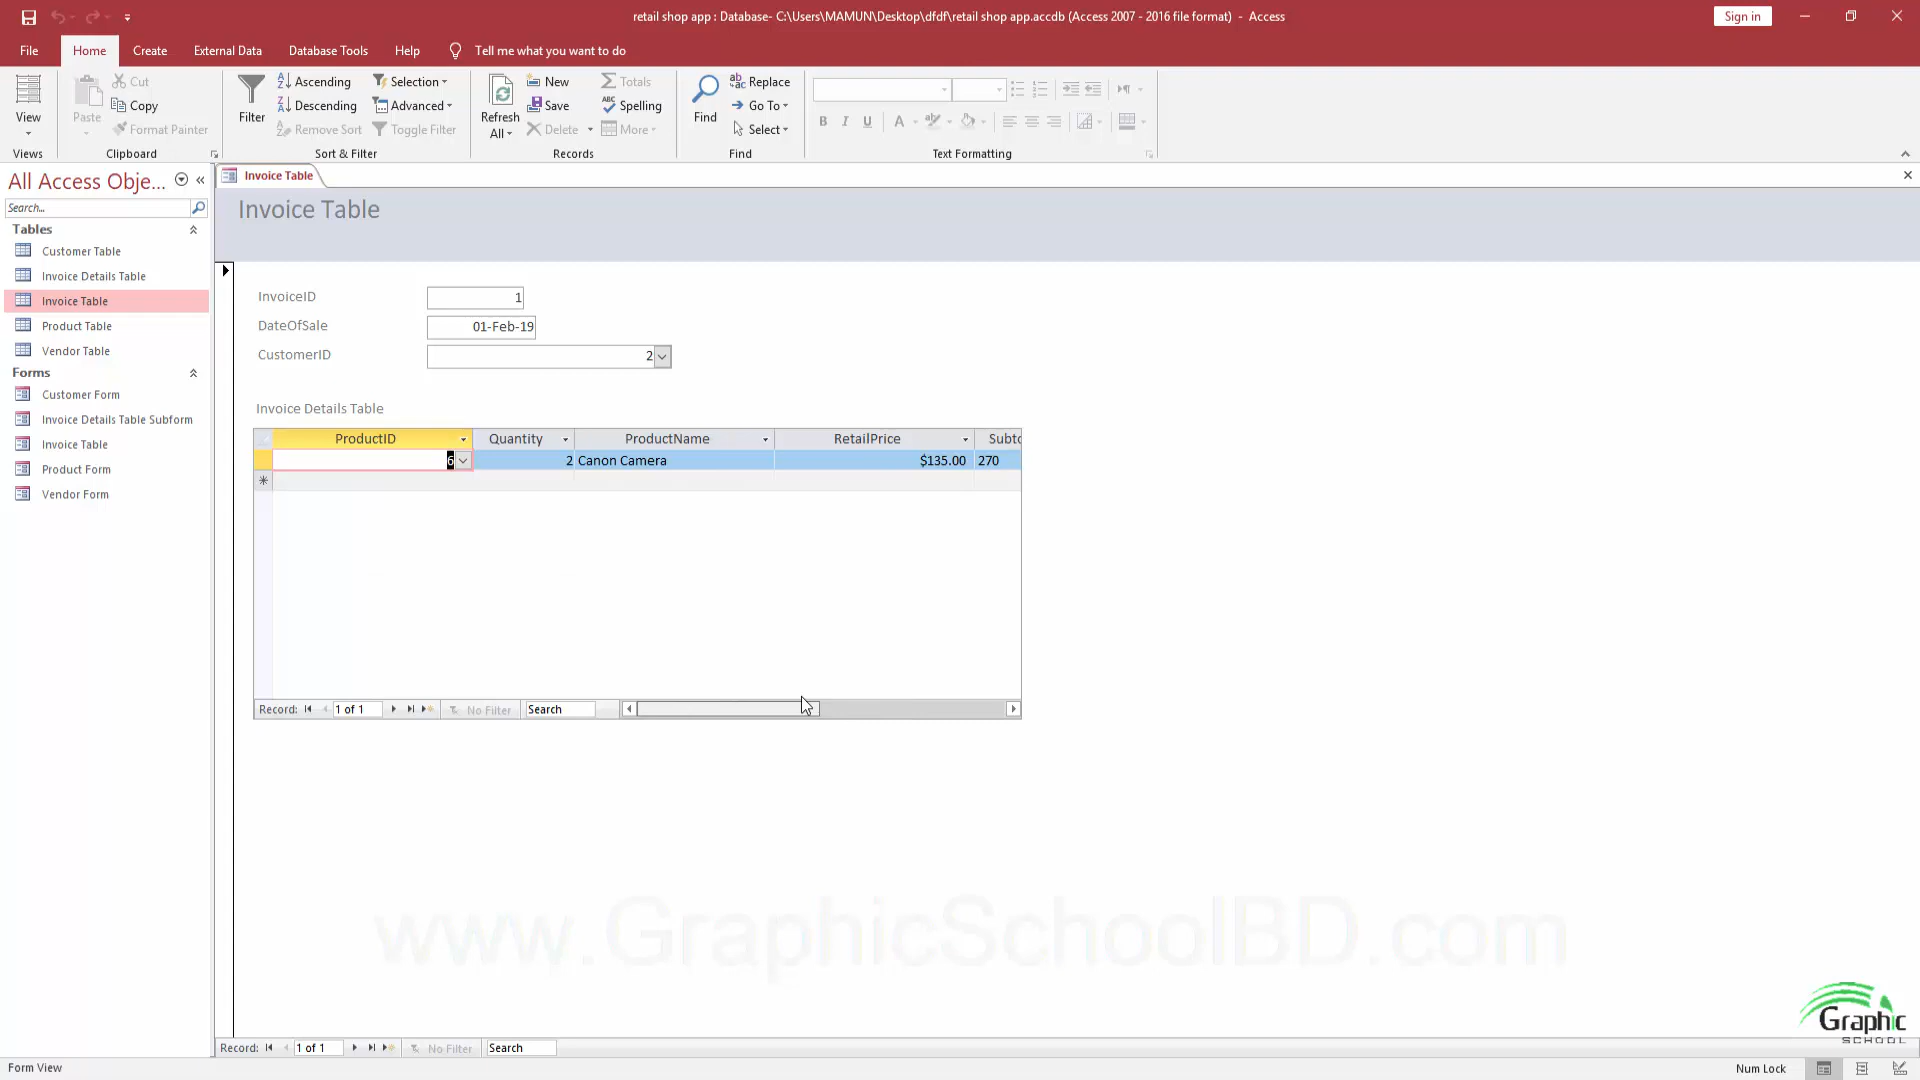 retail shop app : Database- C:\Users\MAMUN\Desktop\dfdf\retail shop app.accdb (Access 2007 - 2016 file format) - Access
Sign in
File Home Create External Data Database Tools Help Tell me what you want to do
View
Views
Paste
Cut
Copy
Format Painter
Clipboard
Filter
Ascending
Descending
Remove Sort
Selection
Advanced
Toggle Filter
Sort & Filter
Refresh
All
New
Save
Delete
Totals
Spelling
More
Records
Find
Replace
Go To
Select
Find
B I U A
Text Formatting
All Access Obje...
Search...
Tables
Customer Table
Invoice Details Table
Invoice Table
Product Table
Vendor Table
Forms
Customer Form
Invoice Details Table Subform
Invoice Table
Product Form
Vendor Form
Invoice Table
Invoice Table
InvoiceID 1
DateOfSale 01-Feb-19
CustomerID 2
Invoice Details Table
ProductID Quantity ProductName RetailPrice Subto
6 2 Canon Camera $135.00 270
Record: 1 of 1 No Filter Search
www.GraphicSchoolBD.com
Graphic
SCHOOL
Record: 1 of 1 No Filter Search
Form View
Num Lock